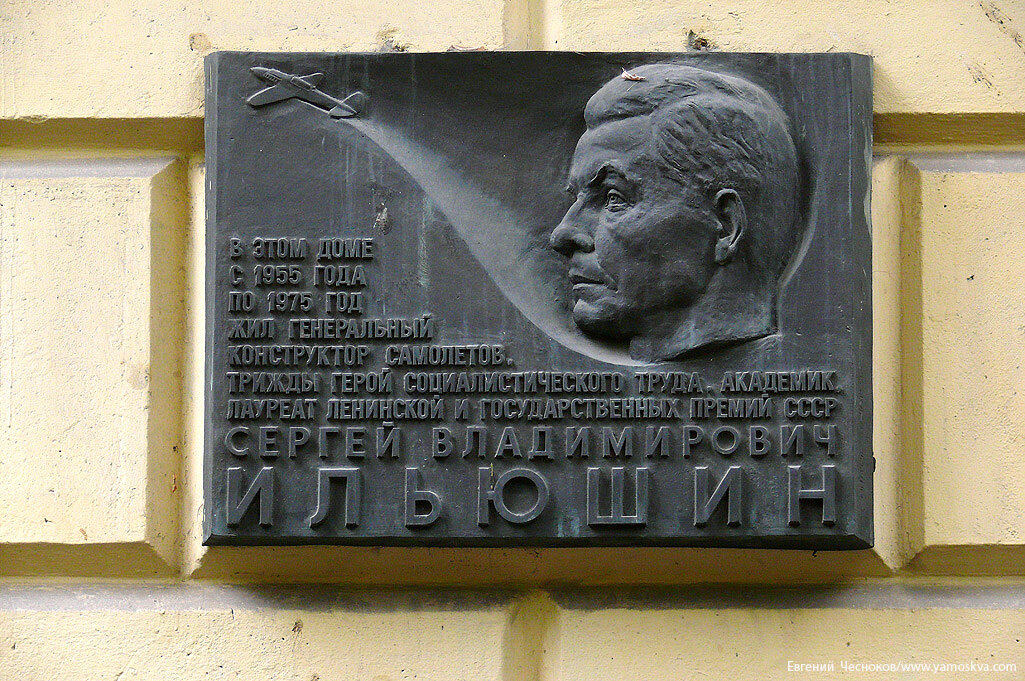 В ЭТОМ ДОМЕ
С 1955 ГОДА
ПО 1975 ГОД
ЖИЛ ГЕНЕРАЛЬНЫЙ
КОНСТРУКТОР САМОЛЕТОВ,
ТРИЖДЫ ГЕРОЙ СОЦИАЛИСТИЧЕСКОГО ТРУДА, АКАДЕМИК,
ЛАУРЕАТ ЛЕНИНСКОЙ И ГОСУДАРСТВЕННЫХ ПРЕМИЙ СССР
СЕРГЕЙ ВЛАДИМИРОВИЧ
ИЛЬЮШИН
Евгений Чесноков/www.yamoskva.com